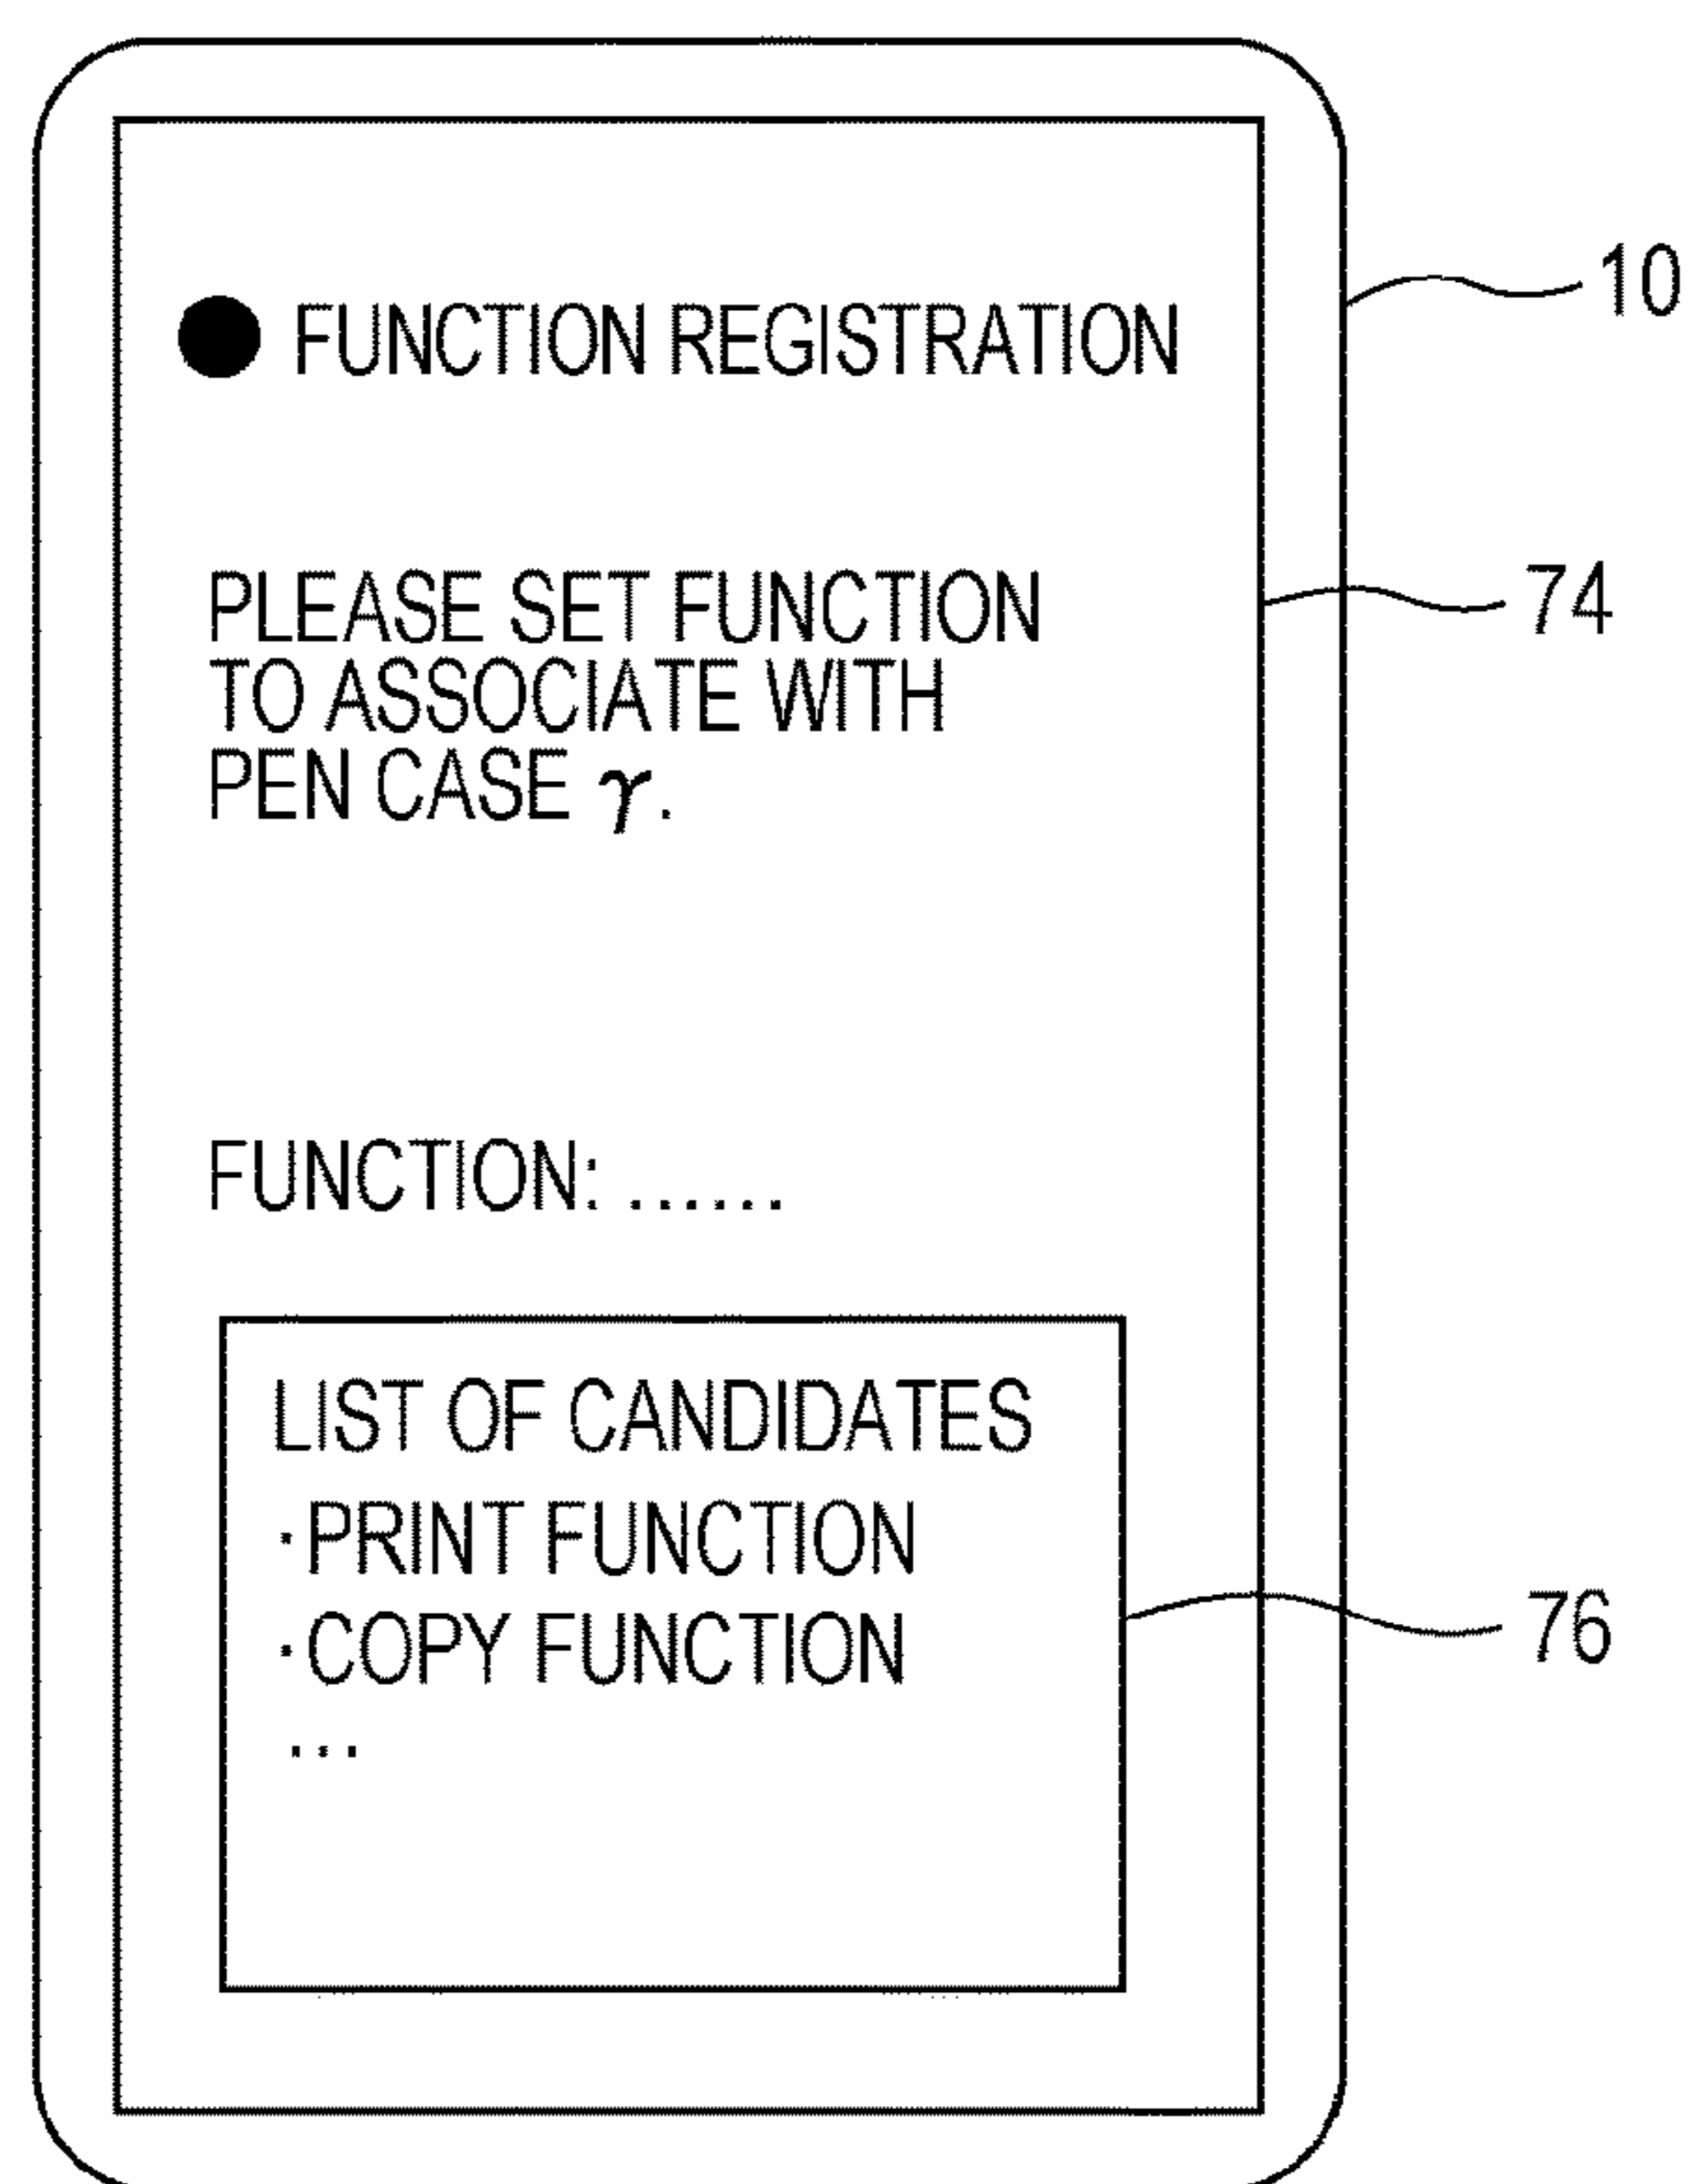 ● FUNCTION REGISTRATION
10
PLEASE SET FUNCTION
TO ASSOCIATE WITH
PEN CASE γ.
74
FUNCTION: ......
LIST OF CANDIDATES
·PRINT FUNCTION
·COPY FUNCTION
...
76